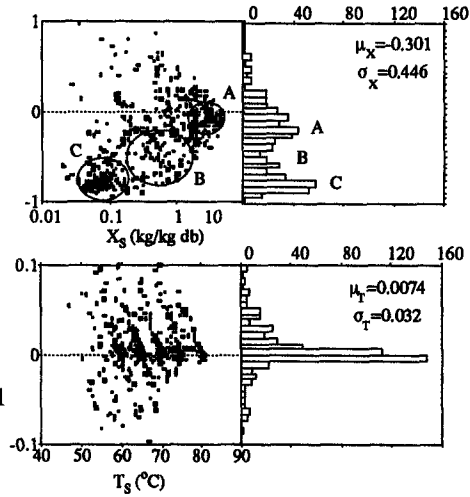 1 0 40 80 120 160
μX=-0.301
σX=0.446
A
0 A
C B
B C
-1
0.01 0.1 1 10
XS (kg/kg db)
0.1 0 40 80 120 160
μT=0.0074
σT=0.032
0
-0.1
40 50 60 70 80 90
TS (°C)